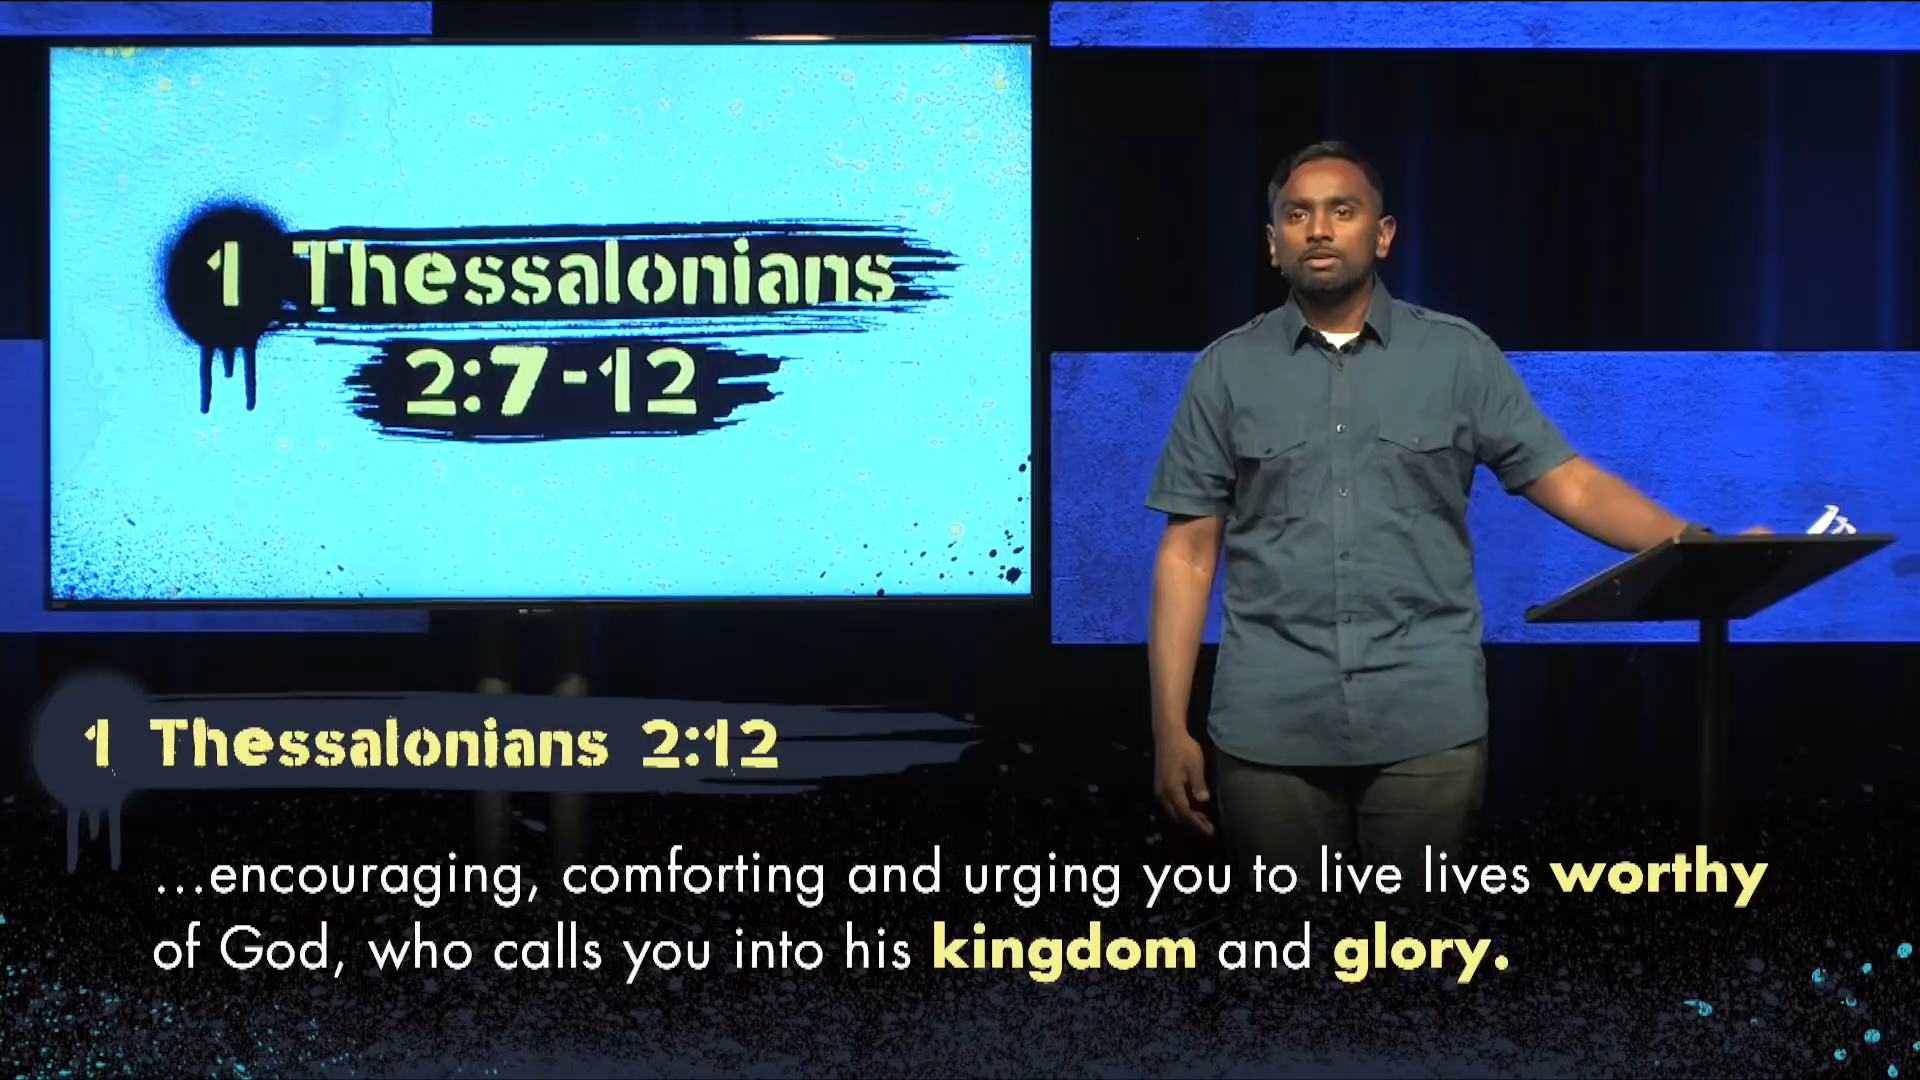 1 Thessalonians
2:7-12
1 Thessalonians 2:12
...encouraging, comforting and urging you to live lives worthy
of God, who calls you into his kingdom and glory.